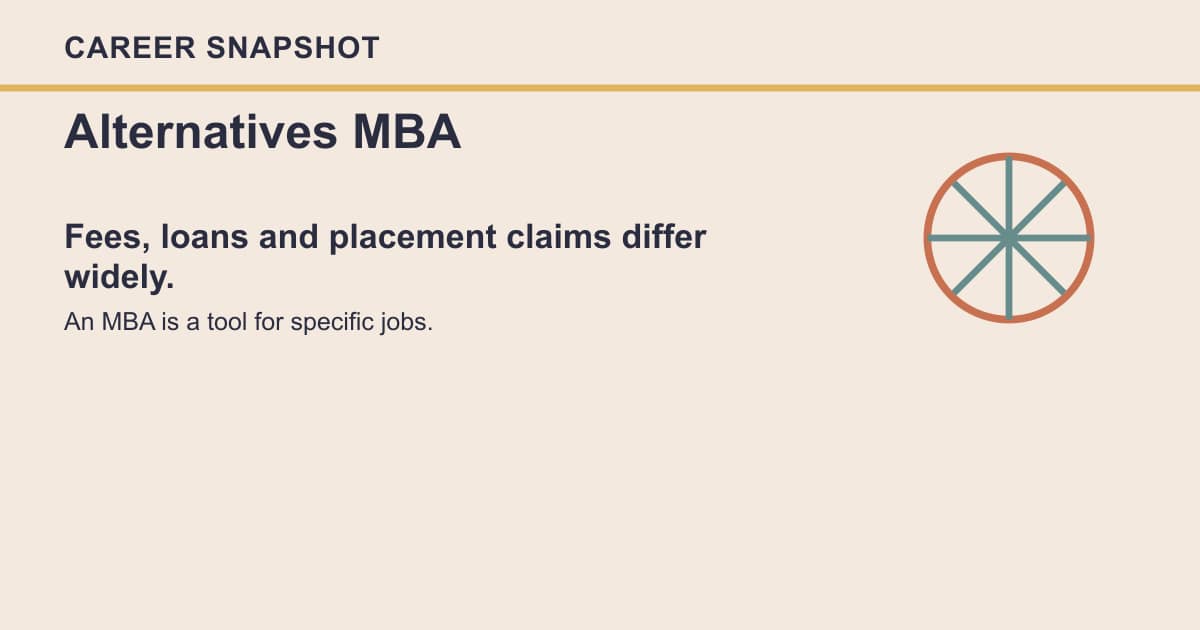 CAREER SNAPSHOT
Alternatives MBA
Fees, loans and placement claims differ
widely.
An MBA is a tool for specific jobs.